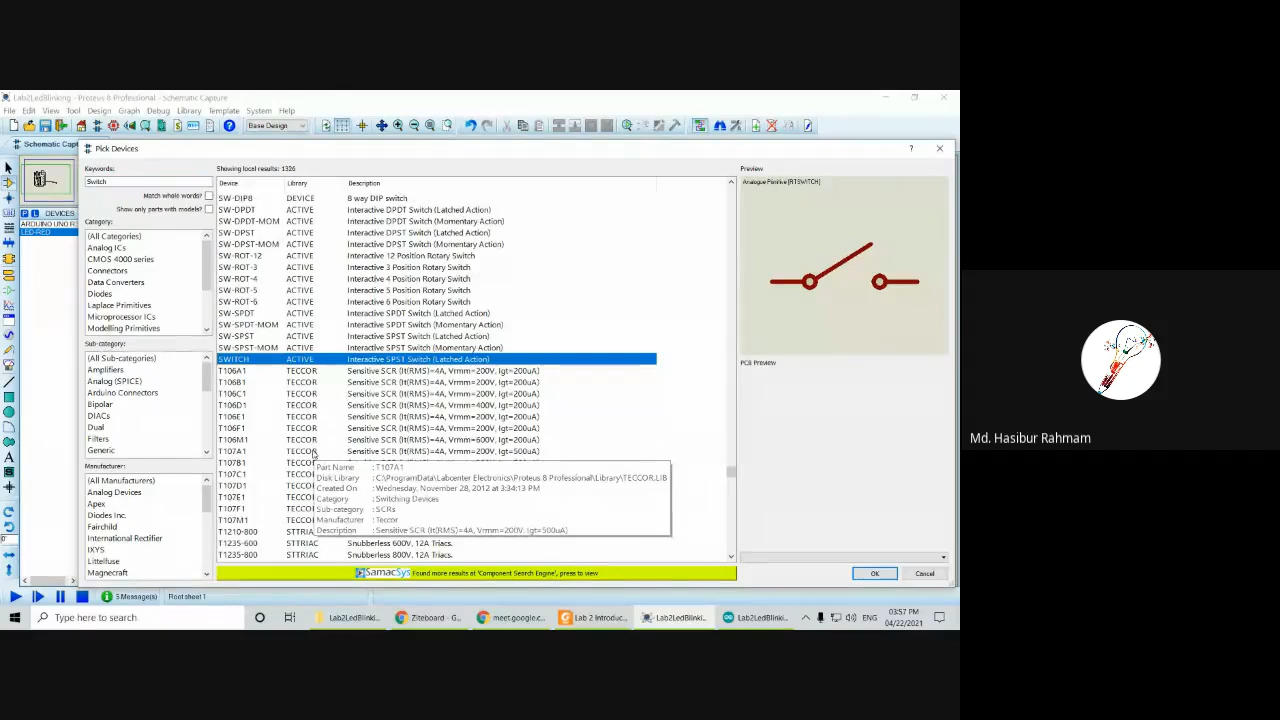 Lab2LedBlinking - Proteus 8 Professional - Schematic Capture
File Edit View Tool Design Graph Debug Library Template System Help
Base Design
Schematic Capt
Pick Devices
? 
Keywords:
Switch
Match whole words?
Show only parts with models?
Category:
(All Categories)
Analog ICs
CMOS 4000 series
Connectors
Data Converters
Diodes
Laplace Primitives
Microprocessor ICs
Modelling Primitives
Sub-category:
(All Sub-categories)
Amplifiers
Analog (SPICE)
Arduino Connectors
Bipolar
DIACs
Dual
Filters
Generic
Manufacturer:
(All Manufacturers)
Analog Devices
Apex
Diodes Inc.
Fairchild
International Rectifier
IXYS
Littelfuse
Magnecraft
P L DEVICES
ARDUINO UNO R3
LED-RED
Showing local results: 1326
Device Library Description
SW-DIP8 DEVICE 8 way DIP switch
SW-DPDT ACTIVE Interactive DPDT Switch (Latched Action)
SW-DPDT-MOM ACTIVE Interactive DPDT Switch (Momentary Action)
SW-DPST ACTIVE Interactive DPST Switch (Latched Action)
SW-DPST-MOM ACTIVE Interactive DPST Switch (Momentary Action)
SW-ROT-12 ACTIVE Interactive 12 Position Rotary Switch
SW-ROT-3 ACTIVE Interactive 3 Position Rotary Switch
SW-ROT-4 ACTIVE Interactive 4 Position Rotary Switch
SW-ROT-5 ACTIVE Interactive 5 Position Rotary Switch
SW-ROT-6 ACTIVE Interactive 6 Position Rotary Switch
SW-SPDT ACTIVE Interactive SPDT Switch (Latched Action)
SW-SPDT-MOM ACTIVE Interactive SPDT Switch (Momentary Action)
SW-SPST ACTIVE Interactive SPST Switch (Latched Action)
SW-SPST-MOM ACTIVE Interactive SPST Switch (Momentary Action)
SWITCH ACTIVE Interactive SPST Switch (Latched Action)
T106A1 TECCOR Sensitive SCR (It(RMS)=4A, Vrmm=200V, Igt=200uA)
T106B1 TECCOR Sensitive SCR (It(RMS)=4A, Vrmm=200V, Igt=200uA)
T106C1 TECCOR Sensitive SCR (It(RMS)=4A, Vrmm=200V, Igt=200uA)
T106D1 TECCOR Sensitive SCR (It(RMS)=4A, Vrmm=400V, Igt=200uA)
T106E1 TECCOR Sensitive SCR (It(RMS)=4A, Vrmm=200V, Igt=200uA)
T106F1 TECCOR Sensitive SCR (It(RMS)=4A, Vrmm=200V, Igt=200uA)
T106M1 TECCOR Sensitive SCR (It(RMS)=4A, Vrmm=600V, Igt=200uA)
T107A1 TECCOR Sensitive SCR (It(RMS)=4A, Vrmm=200V, Igt=500uA)
T107B1 TECCO
T107C1 TECCO
T107D1 TECCO
T107E1 TECCO
T107F1 TECCO
T107M1 TECCO
T1210-800 STTRIA
T1235-600 STTRIAC Snubberless 600V, 12A Triacs.
T1235-800 STTRIAC Snubberless 800V, 12A Triacs.
Part Name : T107A1
Disk Library : C:\ProgramData\Labcenter Electronics\Proteus 8 Professional\Library\TECCOR.LIB
Created On : Wednesday, November 28, 2012 at 3:34:13 PM
Category : Switching Devices
Sub-category : SCRs
Manufacturer : Teccor
Description : Sensitive SCR (It(RMS)=4A, Vrmm=200V, Igt=500uA)
SamacSys Found more results at 'Component Search Engine', press to view
Preview
Analogue Primitive [RTSWITCH]
PCB Preview
OK Cancel
5 Message(s) Root sheet 1
Type here to search
Lab2LedBlinki...
Ziteboard - G...
meet.google.c...
Lab 2 Introduc...
Lab2LedBlinki...
Lab2LedBlinki...
ENG
03:57 PM
04/22/2021
Md. Hasibur Rahmam